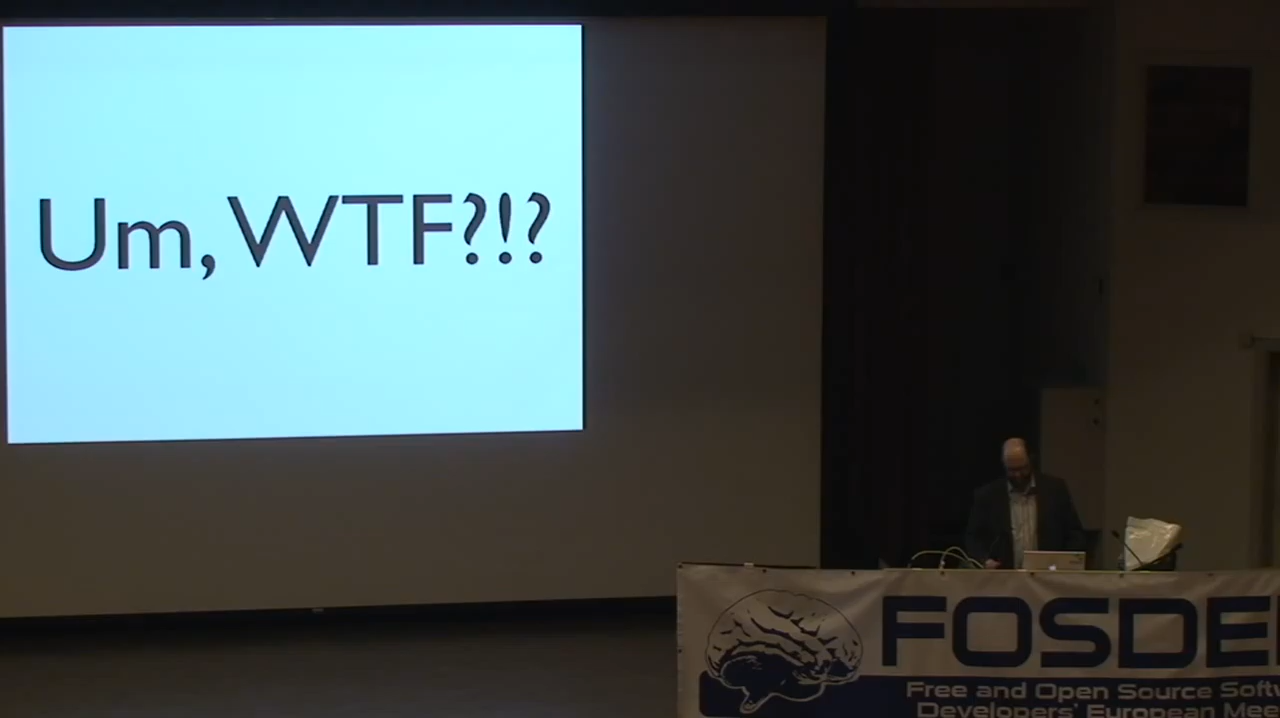 Um, WTF?!?
FOSDE
Free and Open Source Softw
Developers' European Mee